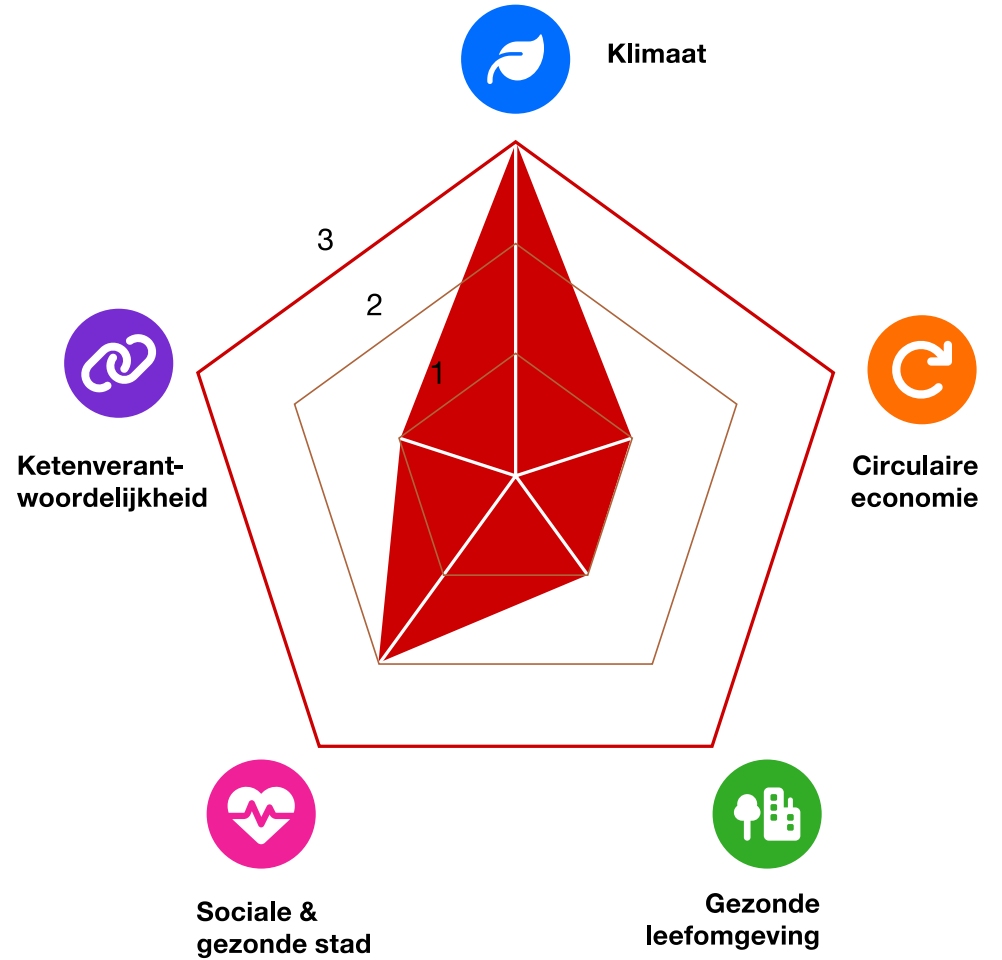 Klimaat
3
2
1
Ketenverant-
woordelijkheid
Circulaire
economie
Sociale &
gezonde stad
Gezonde
leefomgeving